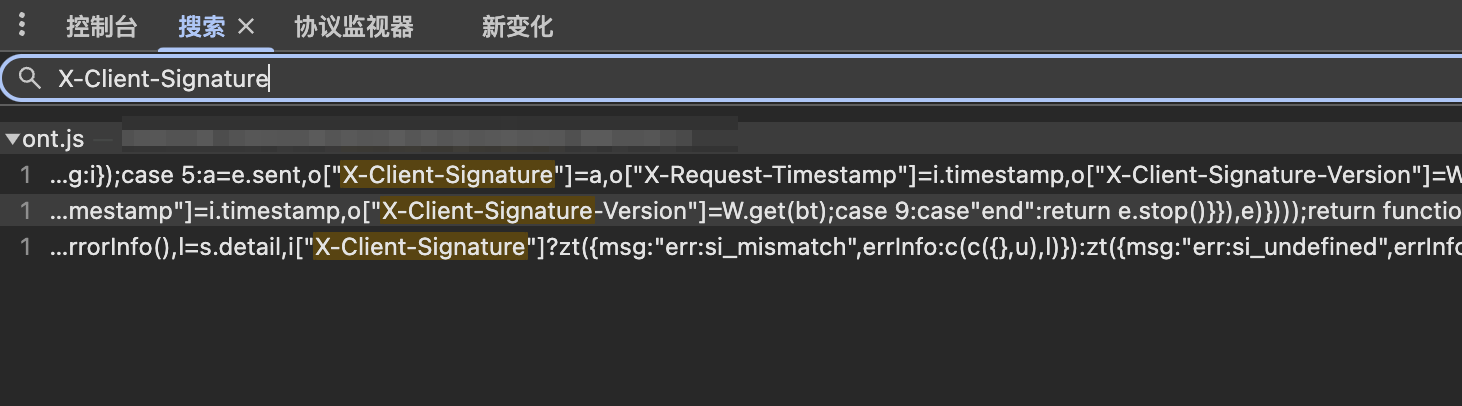 控制台 搜索 × 协议监视器 新变化
X-Client-Signature
▼ont.js —
1 …g:i});case 5:a=e.sent,o["X-Client-Signature"]=a,o["X-Request-Timestamp"]=i.timestamp,o["X-Client-Signature-Version"]=W
1 …mestamp"]=i.timestamp,o["X-Client-Signature-Version"]=W.get(bt);case 9:case"end":return e.stop()}}),e)})));return functio
1 …rrorInfo(),l=s.detail,i["X-Client-Signature"]?zt({msg:"err:si_mismatch",errInfo:c(c({},u),l)}):zt({msg:"err:si_undefined",errInfo